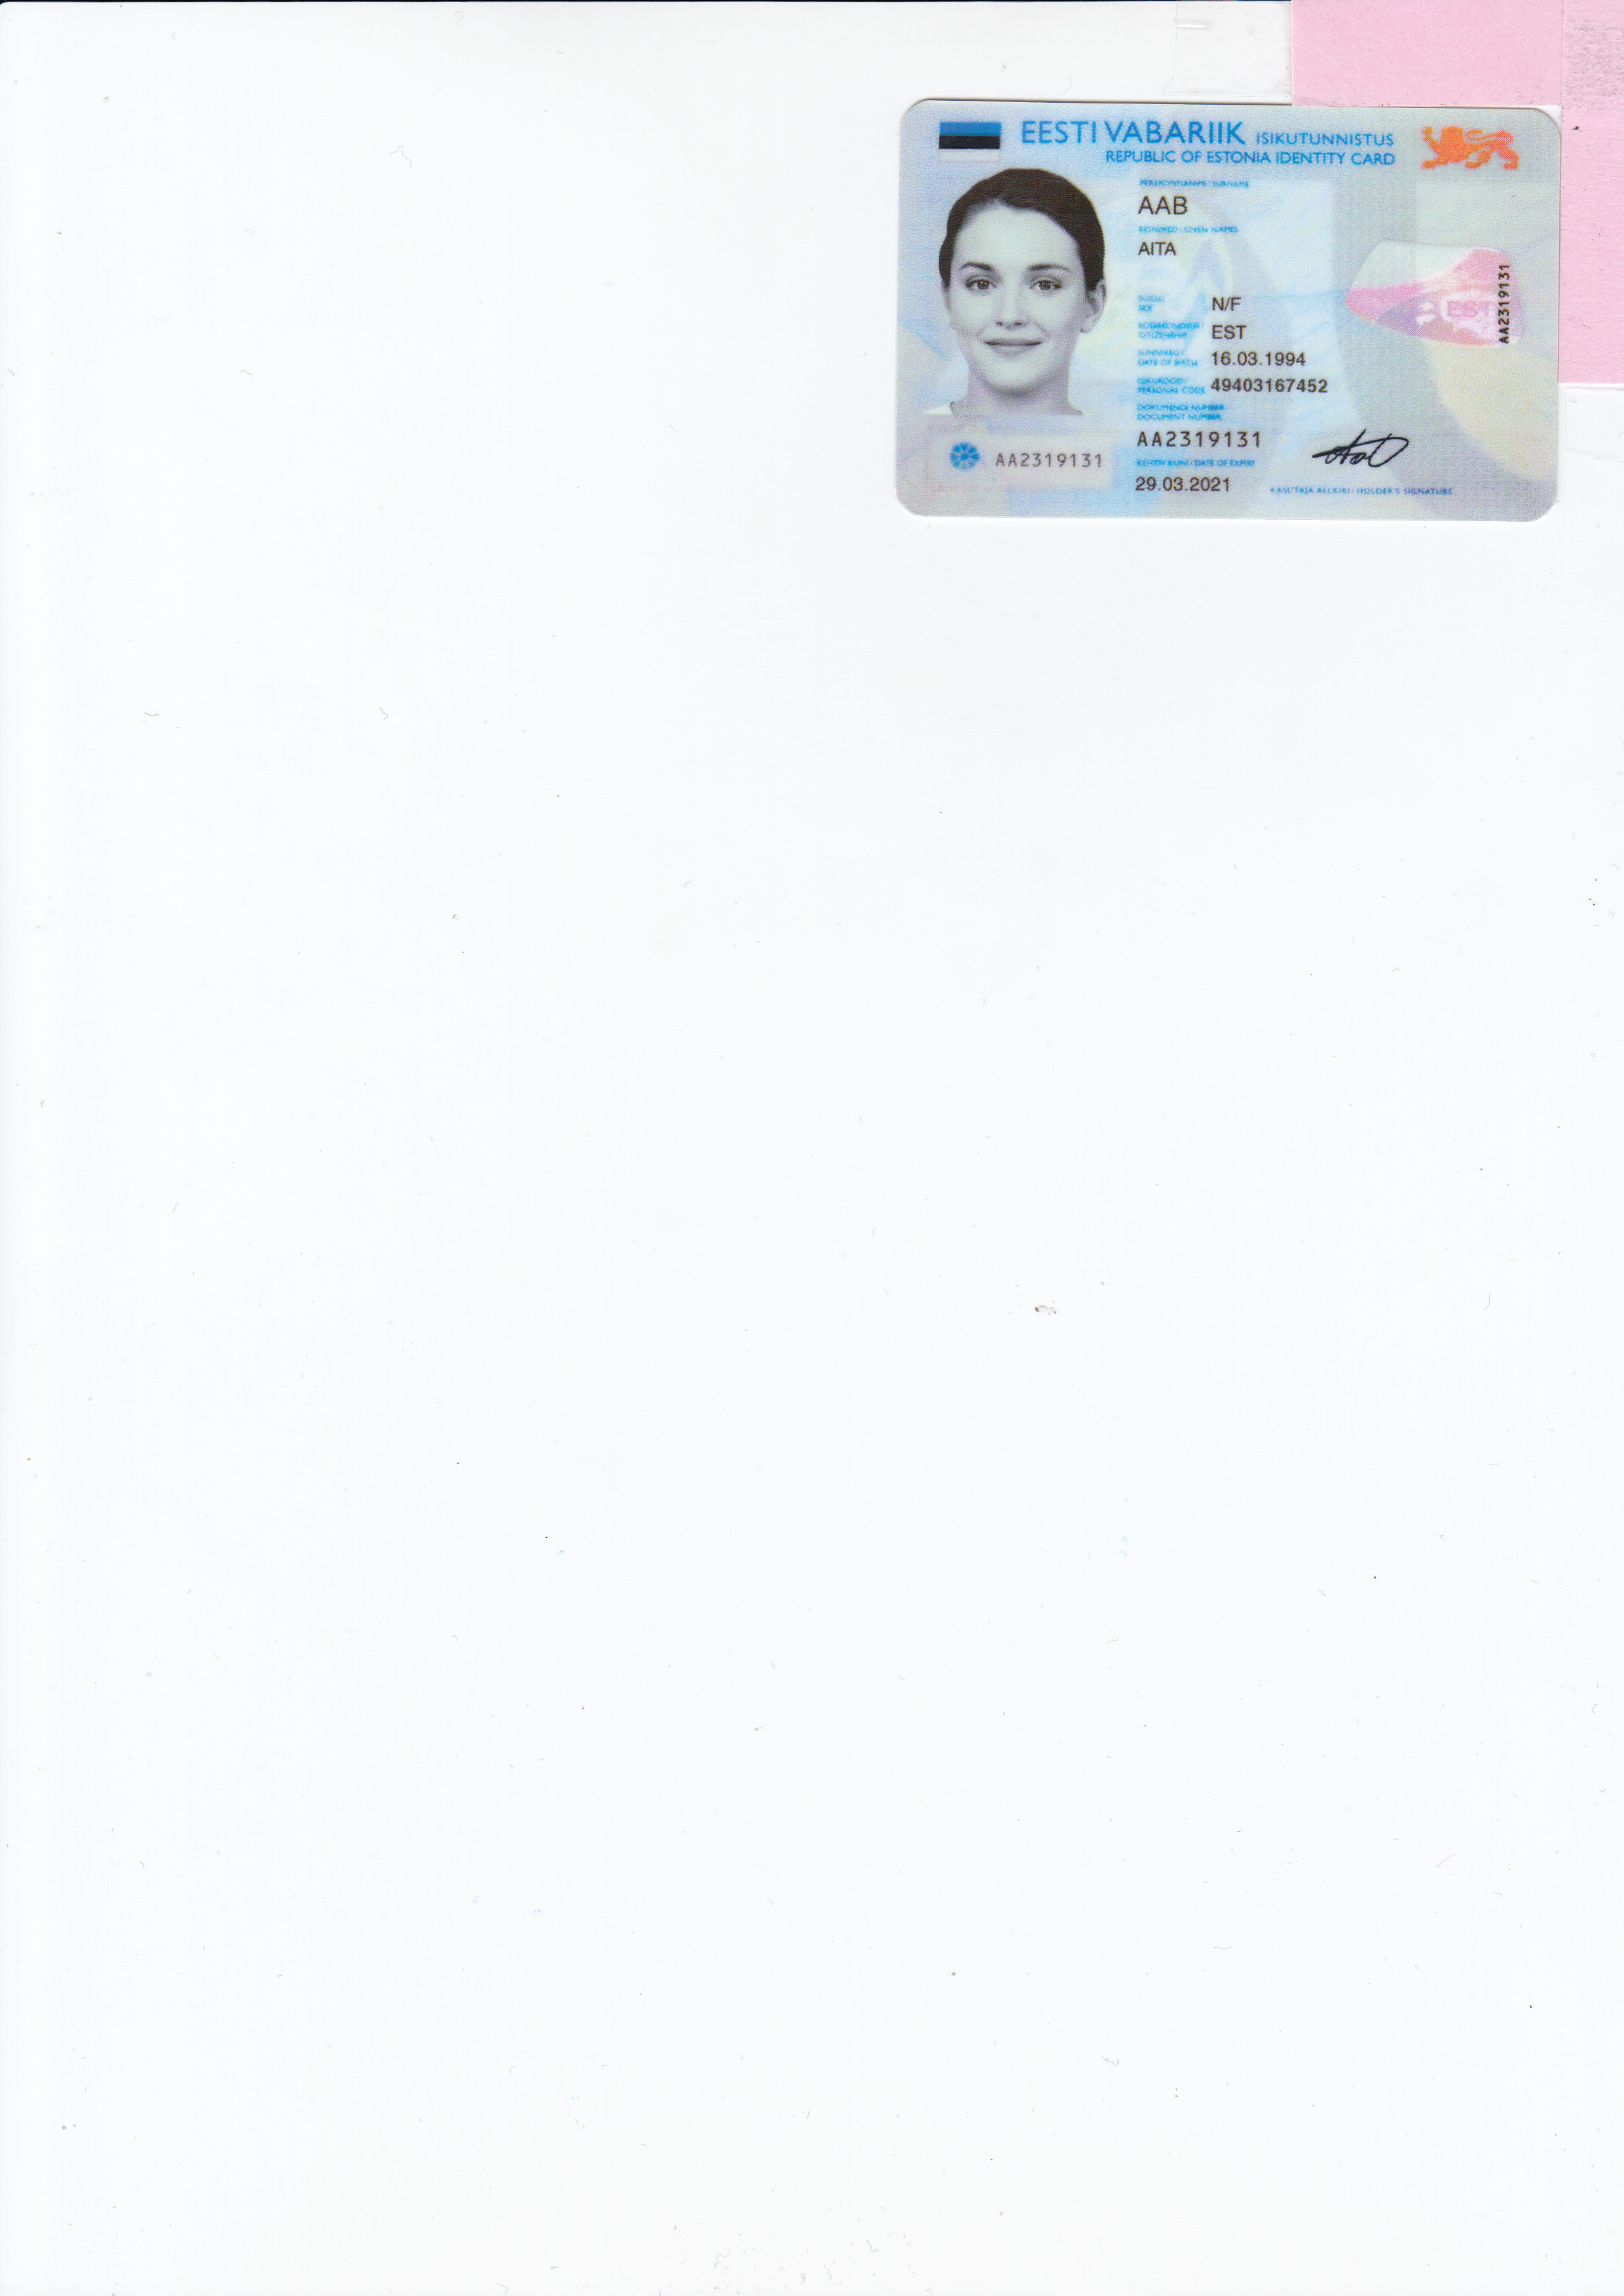 EESTI VABARIIK ISIKUTUNNISTUS
REPUBLIC OF ESTONIA IDENTITY CARD
PEREKONNANIMI / SURNAME
AAB
EESNIMED / GIVEN NAMES
AITA
SUGU /
SEX
N/F
KODAKONDSUS /
CITIZENSHIP
EST
SÜNNIAEG /
DATE OF BIRTH
16.03.1994
ISIKUKOOD /
PERSONAL CODE
49403167452
DOKUMENDI NUMBER
DOCUMENT NUMBER
AA2319131
KEHTIV KUNI / DATE OF EXPIRY
29.03.2021
KASUTAJA ALLKIRI / HOLDER'S SIGNATURE
AA2319131
EST
AA2319131